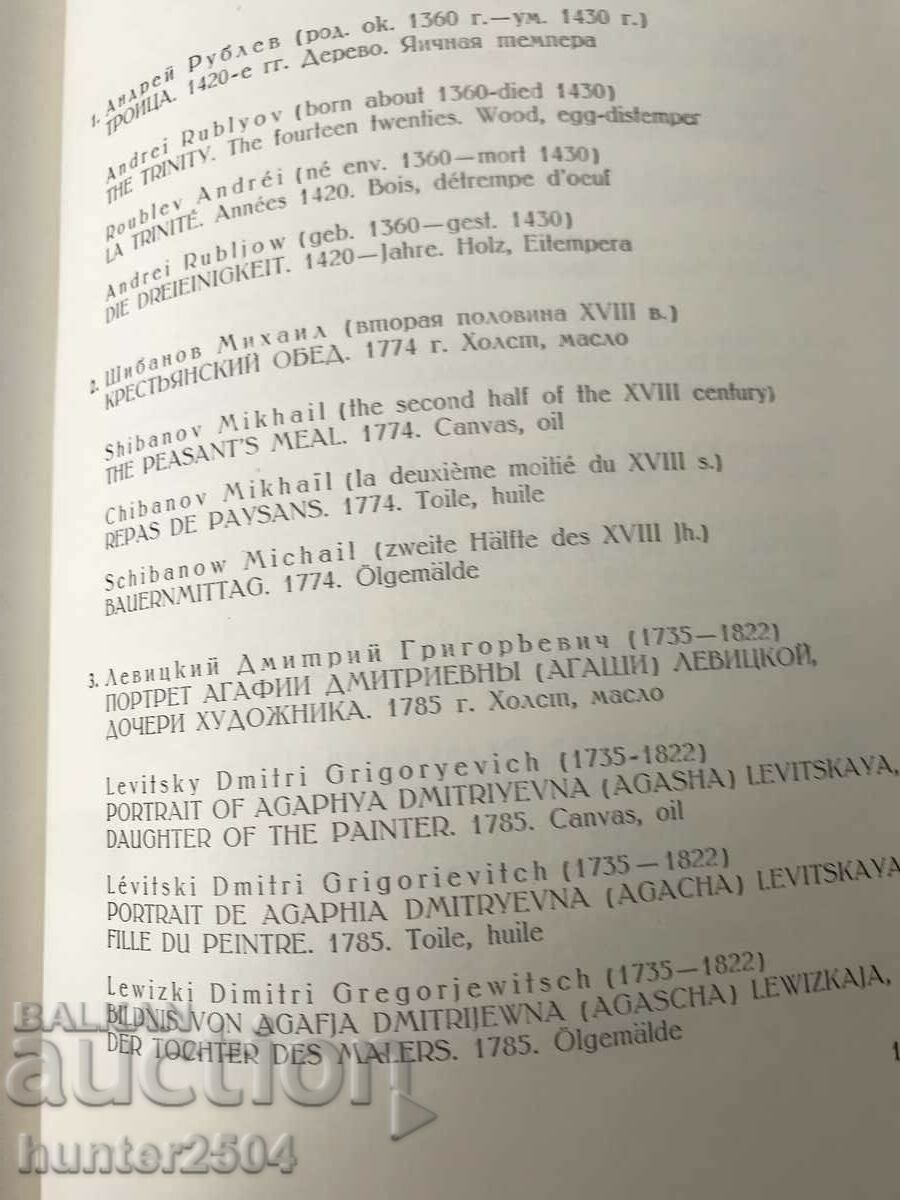 1. Андрей Рублев (род. ок. 1360 г.—ум. 1430 г.)
ТРОИЦА. 1420-е гг. Дерево. Яичная темпера
Andrei Rublyov (born about 1360-died 1430)
THE TRINITY. The fourteen twenties. Wood, egg-distemper
Roublev Andréi (né env. 1360—mort 1430)
LA TRINITÉ. Années 1420. Bois, détrempe d'oeuf
Andrei Rubljow (geb. 1360—gest. 1430)
DIE DREIEINIGKEIT. 1420—Jahre. Holz, Eitempera
2. Шибанов Михаил (вторая половина XVIII в.)
КРЕСТЬЯНСКИЙ ОБЕД. 1774 г. Холст, масло
Shibanov Mikhail (the second half of the XVIII century)
THE PEASANT'S MEAL. 1774. Canvas, oil
Chibanov Mikhaïl (la deuxième moitié du XVIII s.)
REPAS DE PAYSANS. 1774. Toile, huile
Schibanow Michail (zweite Hälfte des XVIII Jh.)
BAUERNMITTAG. 1774. Ölgemälde
3. Левицкий Дмитрий Григорьевич (1735—1822)
ПОРТРЕТ АГАФИИ ДМИТРИЕВНЫ (АГАШИ) ЛЕВИЦКОЙ,
ДОЧЕРИ ХУДОЖНИКА. 1785 г. Холст, масло
Levitsky Dmitri Grigoryevich (1735-1822)
PORTRAIT OF AGAPHYA DMITRIYEVNA (AGASHA) LEVITSKAYA,
DAUGHTER OF THE PAINTER. 1785. Canvas, oil
Lévitski Dmitri Grigorievitch (1735—1822)
PORTRAIT DE AGAPHIA DMITRYEVNA (AGACHA) LEVITSKAYA
FILLE DU PEINTRE. 1785. Toile, huile
Lewizki Dimitri Gregorjewitsch (1735—1822)
BILDNIS VON AGAFJA DMITRIJEWNA (AGASCHA) LEWIZKAJA,
DER TOCHTER DES MALERS. 1785. Ölgemälde
1
BALKAN
auction
hunter2504